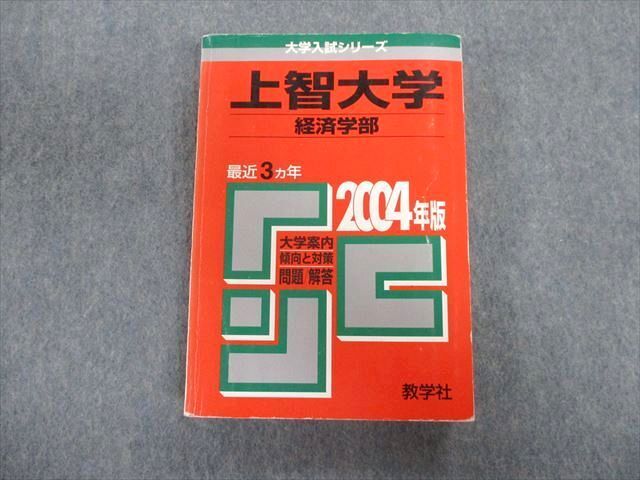 大学入試シリーズ
上智大学
経済学部
最近3ヵ年
2004年版
大学案内
傾向と対策
問題/解答
教学社